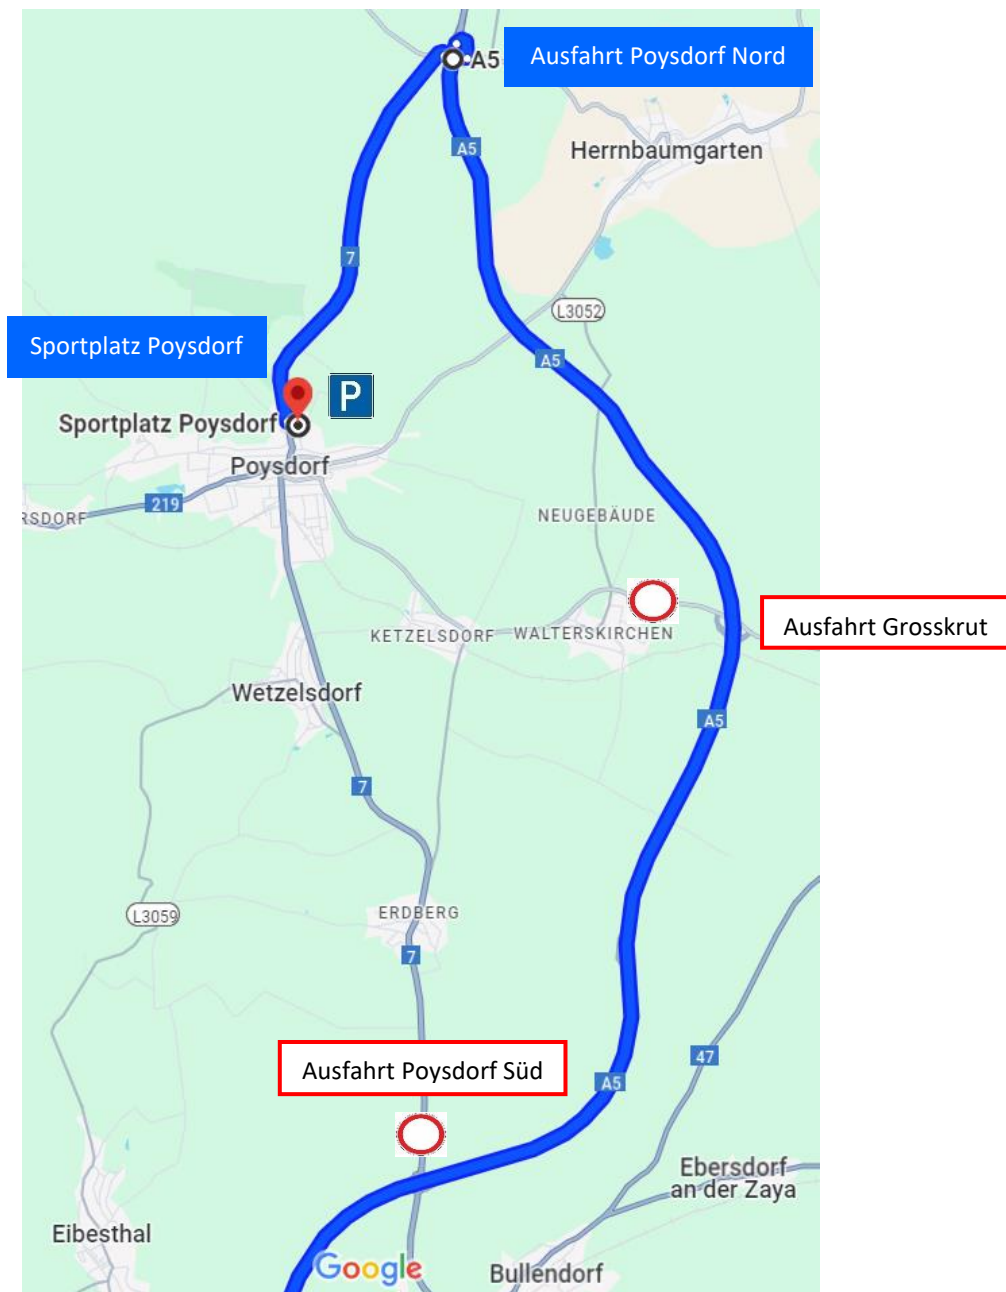 A5
Ausfahrt Poysdorf Nord
A5
Herrnbaumgarten
7
L3052
Sportplatz Poysdorf
A5
P
Sportplatz Poysdorf
Poysdorf
219
RSDORF
NEUGEBÄUDE
Ausfahrt Grosskrut
KETZELSDORF
WALTERSKIRCHEN
Wetzelsdorf
A5
7
L3059
ERDBERG
7
Ausfahrt Poysdorf Süd
47
A5
Ebersdorf
an der Zaya
Eibesthal
Google
Bullendorf